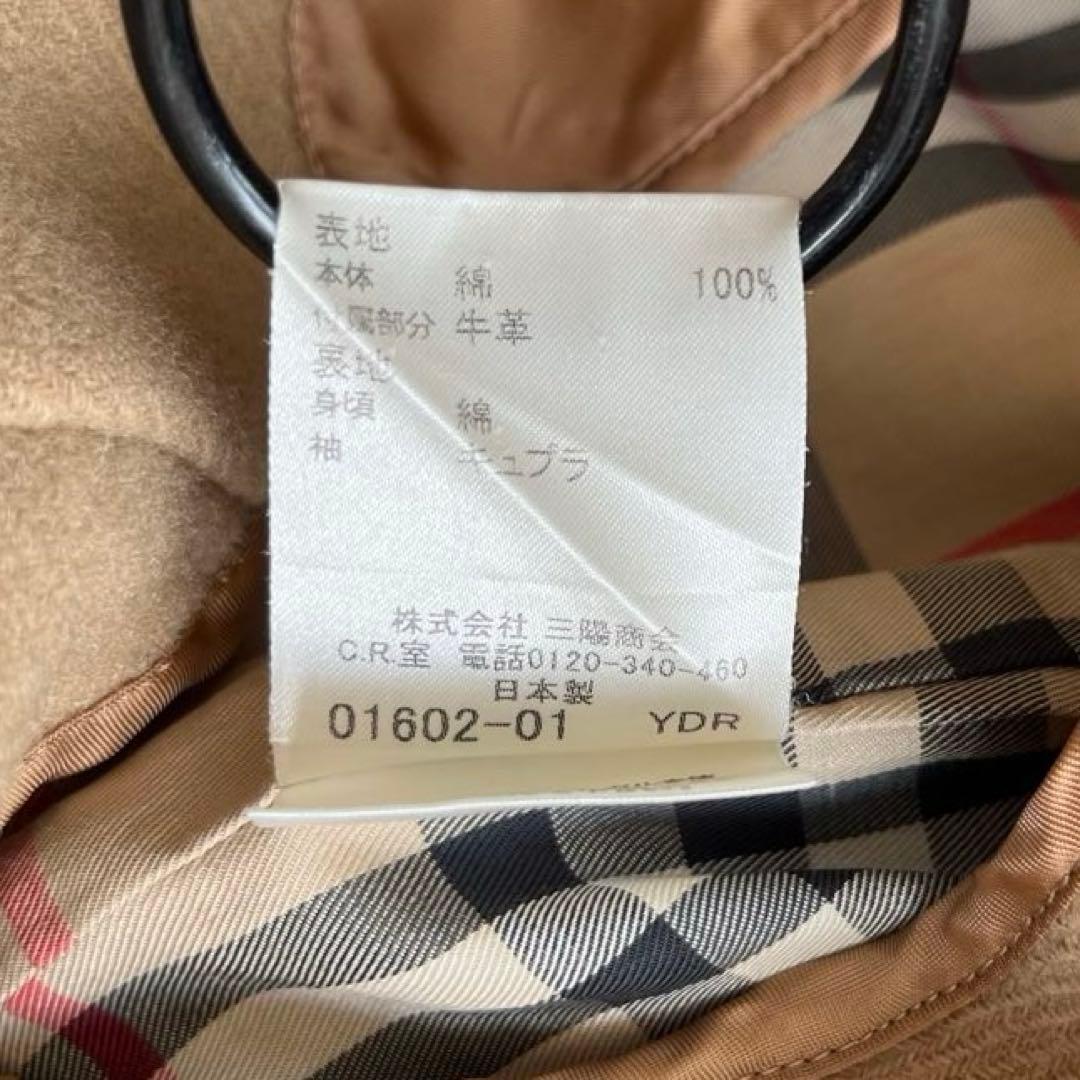 表地
本体 綿 100%
付属部分 牛革
裏地
身頃 綿
袖 キュプラ
株式会社 三陽商会
C.R.室 電話0120-340-460
日本製
01602-01 YDR